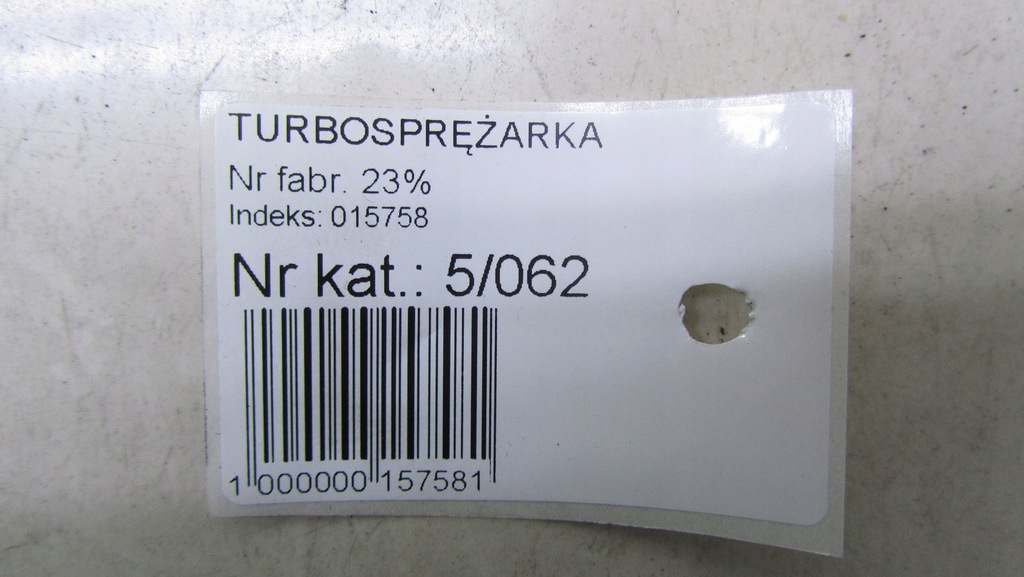 TURBOSPRĘŻARKA
Nr fabr. 23%
Indeks: 015758
Nr kat.: 5/062
1 000000 157581